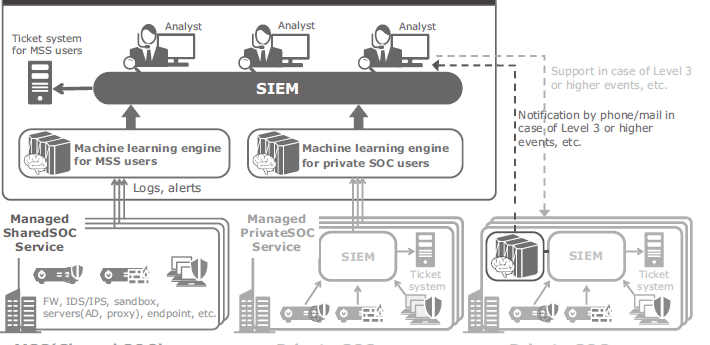 Analyst
Analyst
Analyst
Ticket system
for MSS users
SIEM
Support in case of Level 3
or higher events, etc.
Notification by phone/mail in
case of Level 3 or higher
events, etc.
Machine learning engine
for MSS users
Machine learning engine
for private SOC users
Logs, alerts
Managed
SharedSOC
Service
FW, IDS/IPS, sandbox,
servers(AD, proxy), endpoint, etc.
Managed
PrivateSOC
Service
SIEM
Ticket
system
SIEM
Ticket
system